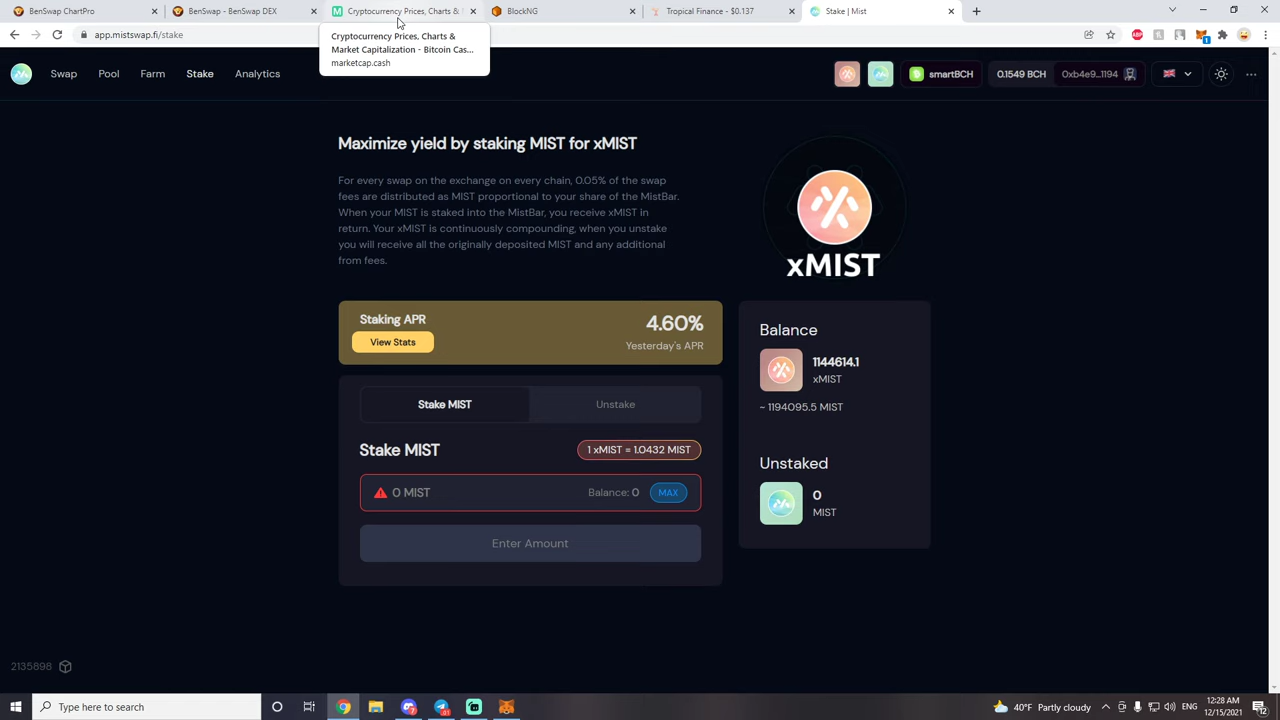 BenSwap ChartPro
BenSwap - BenSwap DEX
Cryptocurrency Prices, Charts &
BlockNG
Tropical Finance - $0.137
Stake | Mist
app.mistswap.fi/stake
Cryptocurrency Prices, Charts &
Market Capitalization - Bitcoin Cas...
marketcap.cash
ABP
1
Swap
Pool
Farm
Stake
Analytics
smartBCH
0.1549 BCH
0xb4e9...1194
Maximize yield by staking MIST for xMIST
For every swap on the exchange on every chain, 0.05% of the swap
fees are distributed as MIST proportional to your share of the MistBar.
When your MIST is staked into the MistBar, you receive xMIST in
return. Your xMIST is continuously compounding, when you unstake
you will receive all the originally deposited MIST and any additional
from fees.
xMIST
Staking APR
View Stats
4.60%
Yesterday's APR
Balance
1144614.1
xMIST
~ 1194095.5 MIST
Stake MIST
Unstake
Stake MIST
1 xMIST = 1.0432 MIST
0 MIST
Balance: 0
MAX
Enter Amount
Unstaked
0
MIST
2135898
Type here to search
40°F Partly cloudy
ENG
12:28 AM
12/15/2021
12